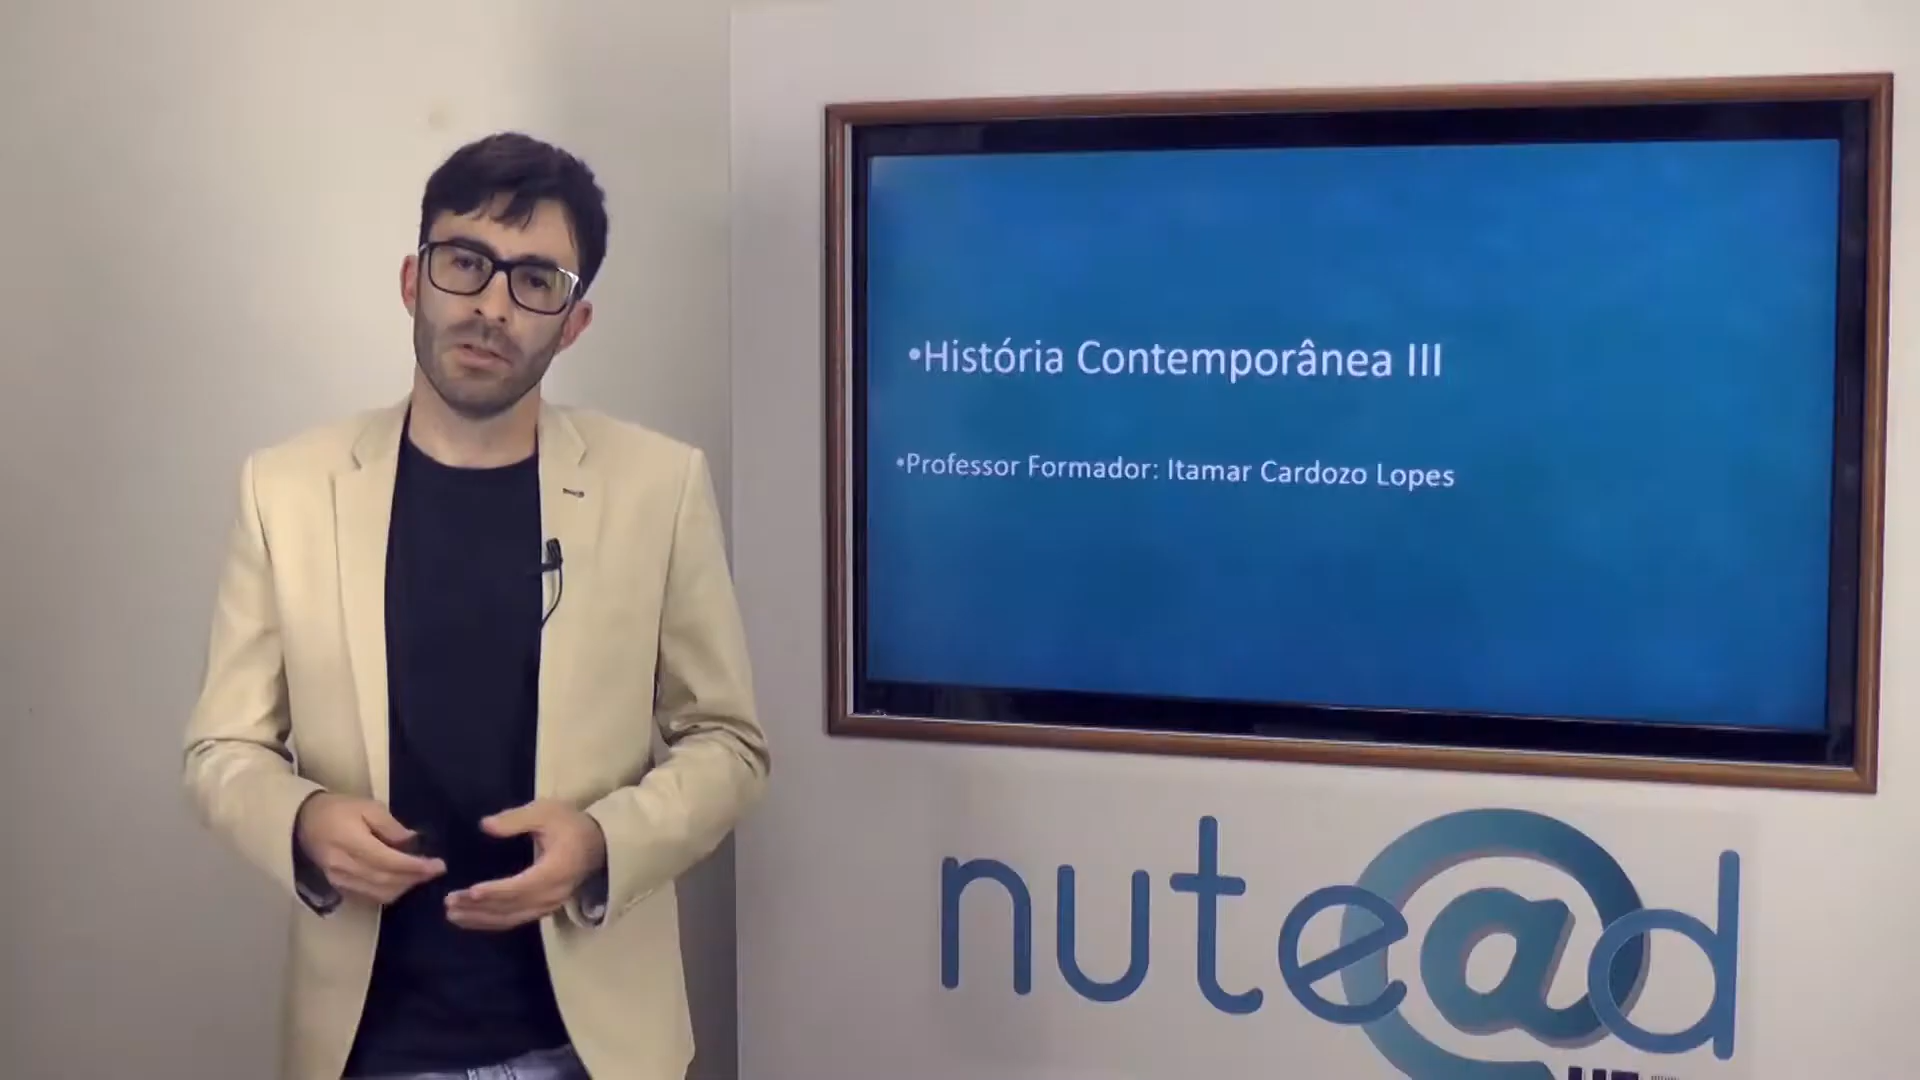 •História Contemporânea III
•Professor Formador: Itamar Cardozo Lopes
nute@d